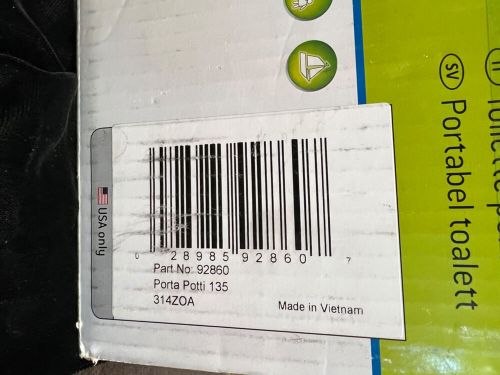 USA only
0 28985 92860 7
Part No: 92860
Porta Potti 135
314ZOA
Made in Vietnam
SV Portabel toalett